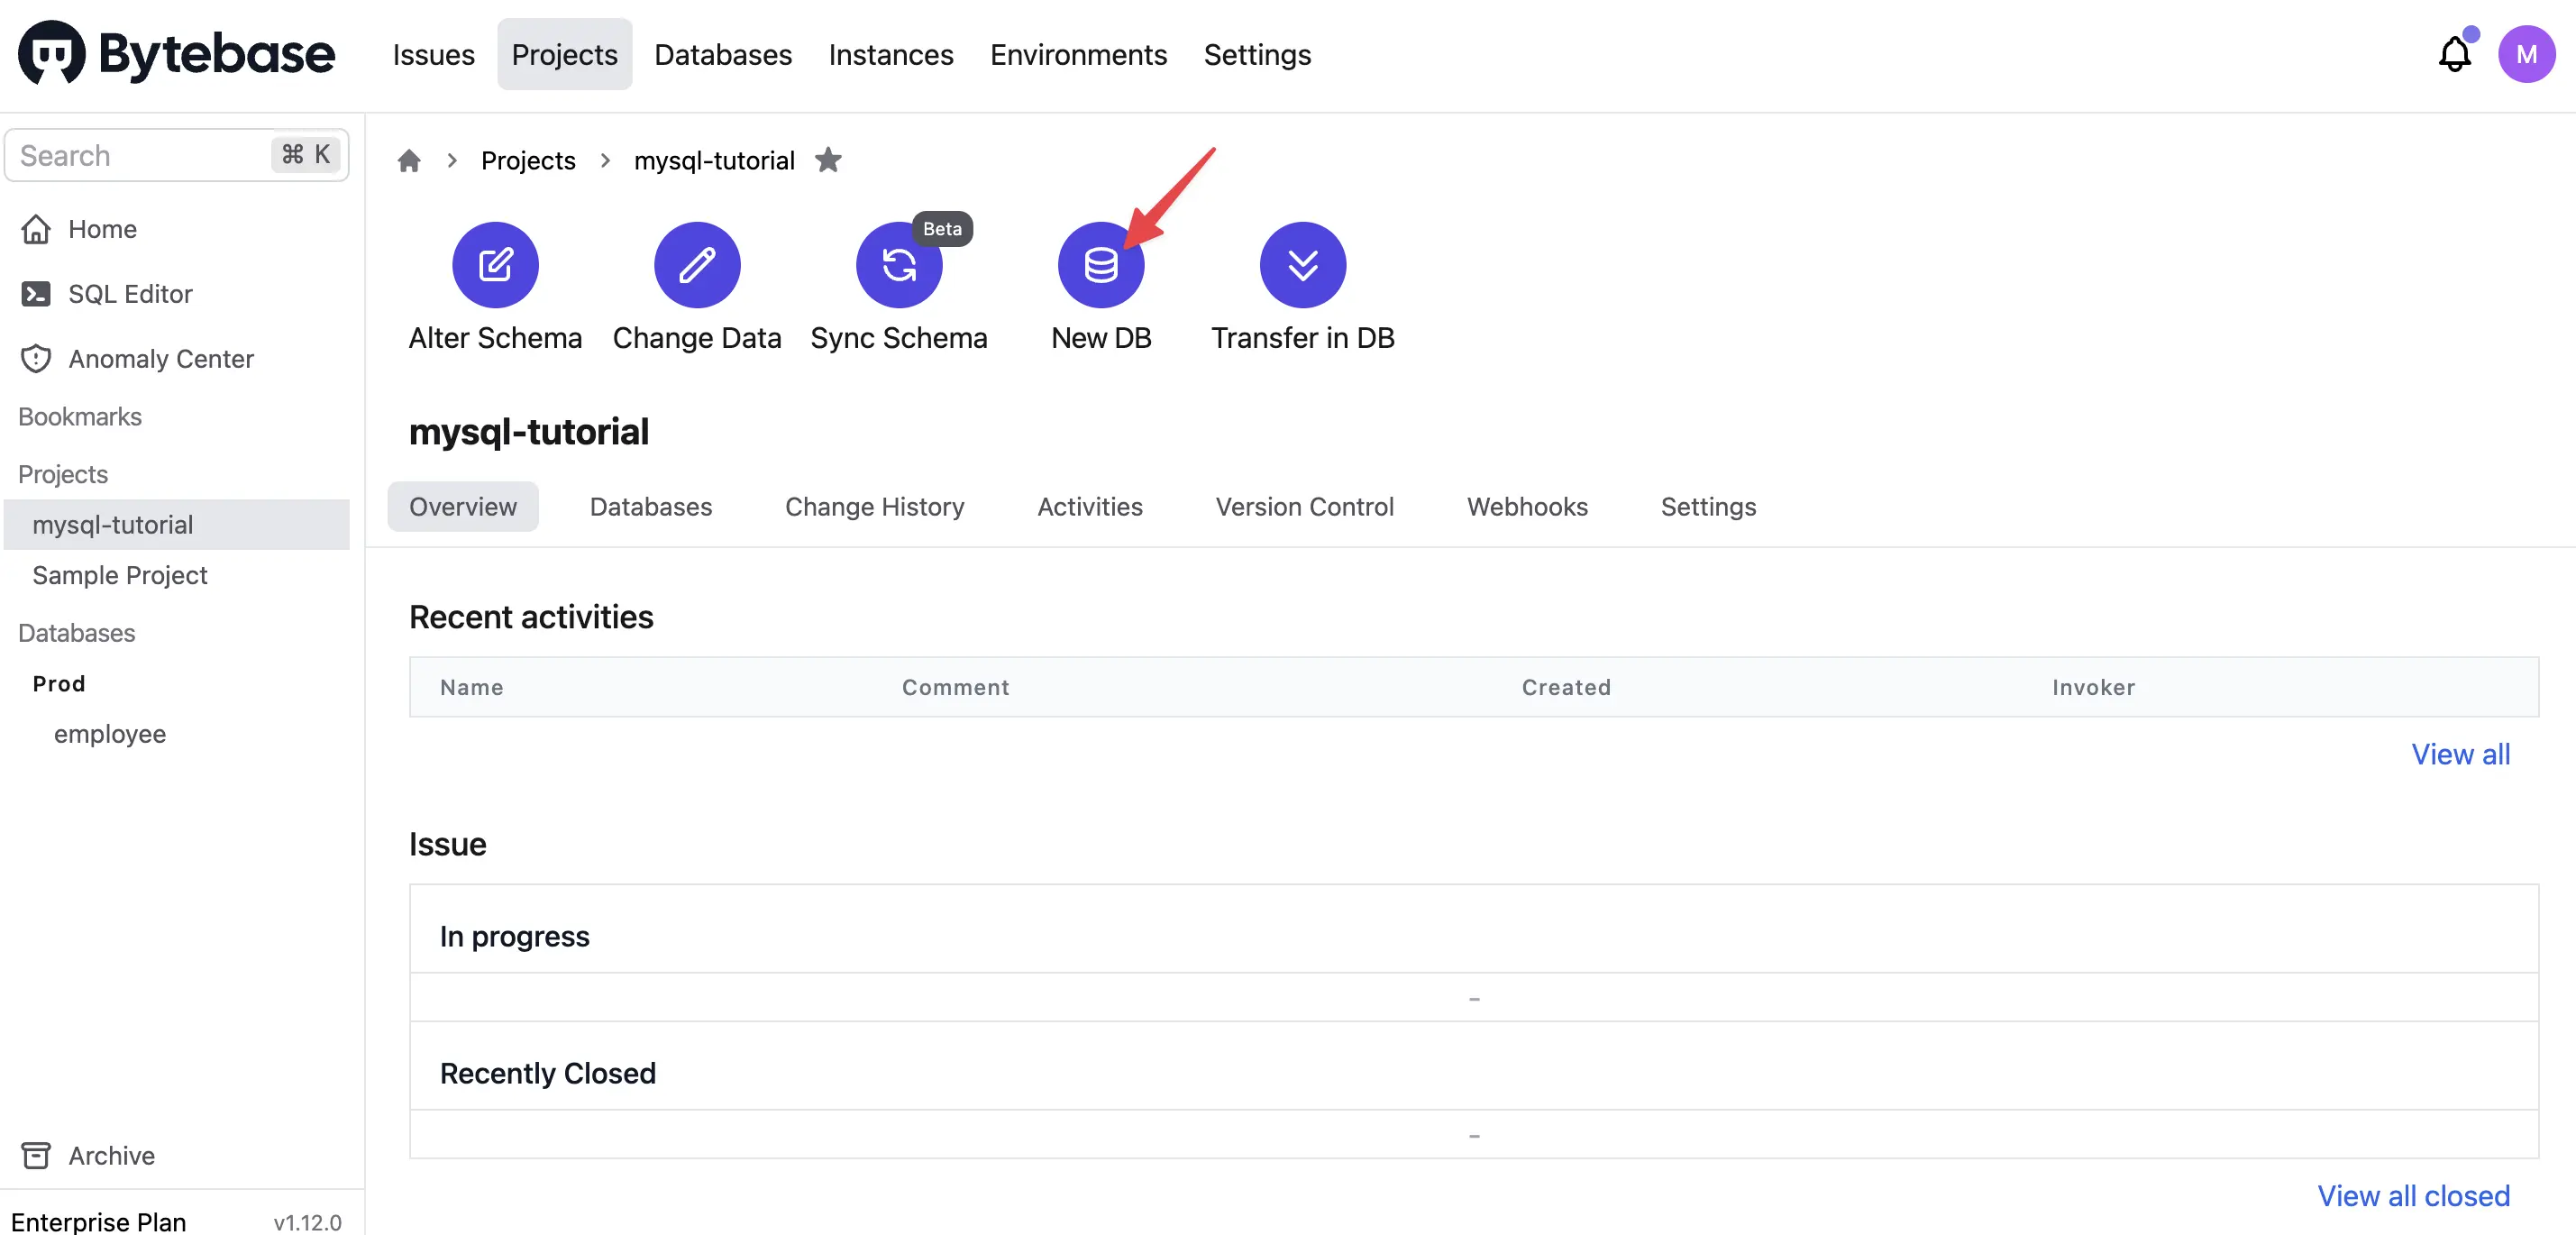 Bytebase
Issues Projects Databases Instances Environments Settings
M
Search ⌘ K
Home
SQL Editor
Anomaly Center
Bookmarks
Projects
mysql-tutorial
Sample Project
Databases
Prod
employee
Archive
Enterprise Plan v1.12.0
Projects mysql-tutorial
Beta
Alter Schema Change Data Sync Schema New DB Transfer in DB
mysql-tutorial
Overview Databases Change History Activities Version Control Webhooks Settings
Recent activities
Name Comment Created Invoker
View all
Issue
In progress
-
Recently Closed
-
View all closed